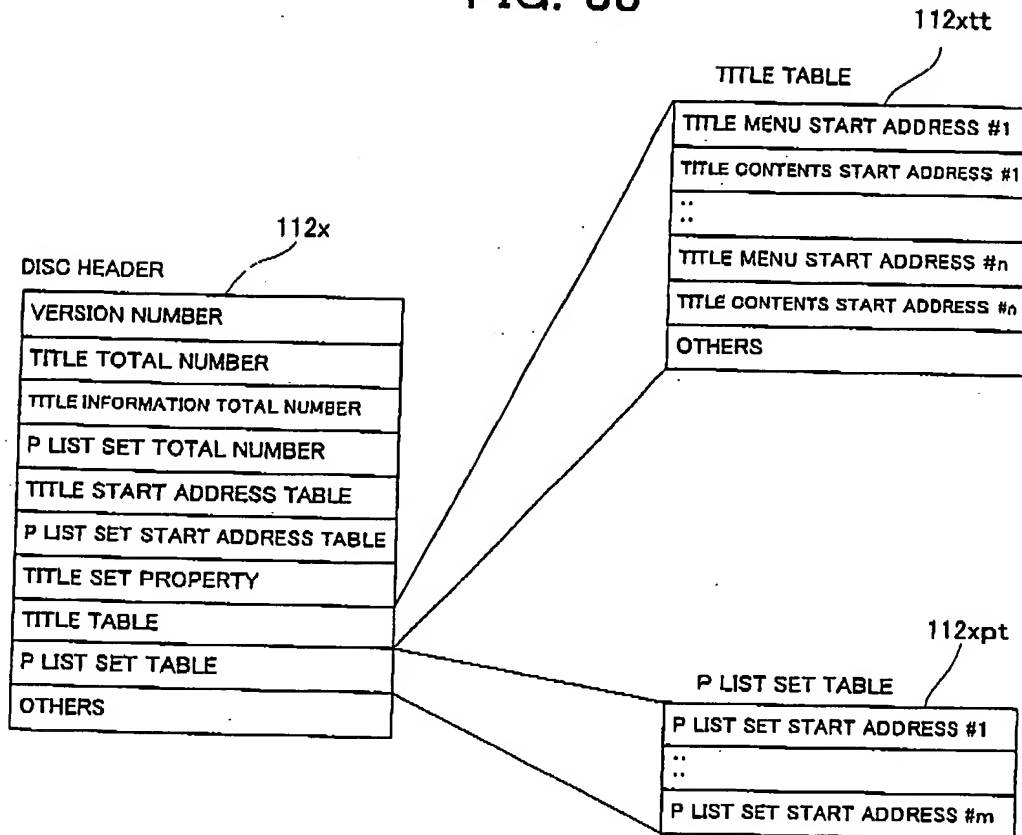 112xtt
TITLE TABLE
TITLE MENU START ADDRESS #1
TITLE CONTENTS START ADDRESS #1
::
TITLE MENU START ADDRESS #n
TITLE CONTENTS START ADDRESS #n
OTHERS
112x
DISC HEADER
VERSION NUMBER
TITLE TOTAL NUMBER
TITLE INFORMATION TOTAL NUMBER
P LIST SET TOTAL NUMBER
TITLE START ADDRESS TABLE
P LIST SET START ADDRESS TABLE
TITLE SET PROPERTY
TITLE TABLE
P LIST SET TABLE
OTHERS
112xpt
P LIST SET TABLE
P LIST SET START ADDRESS #1
::
P LIST SET START ADDRESS #m